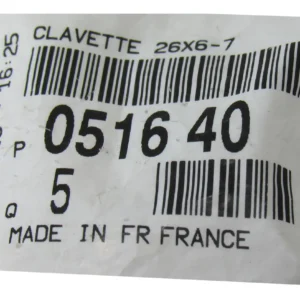 CLAVETTE 26X6-7
16:25
P 0516 40
Q 5
MADE IN FR FRANCE